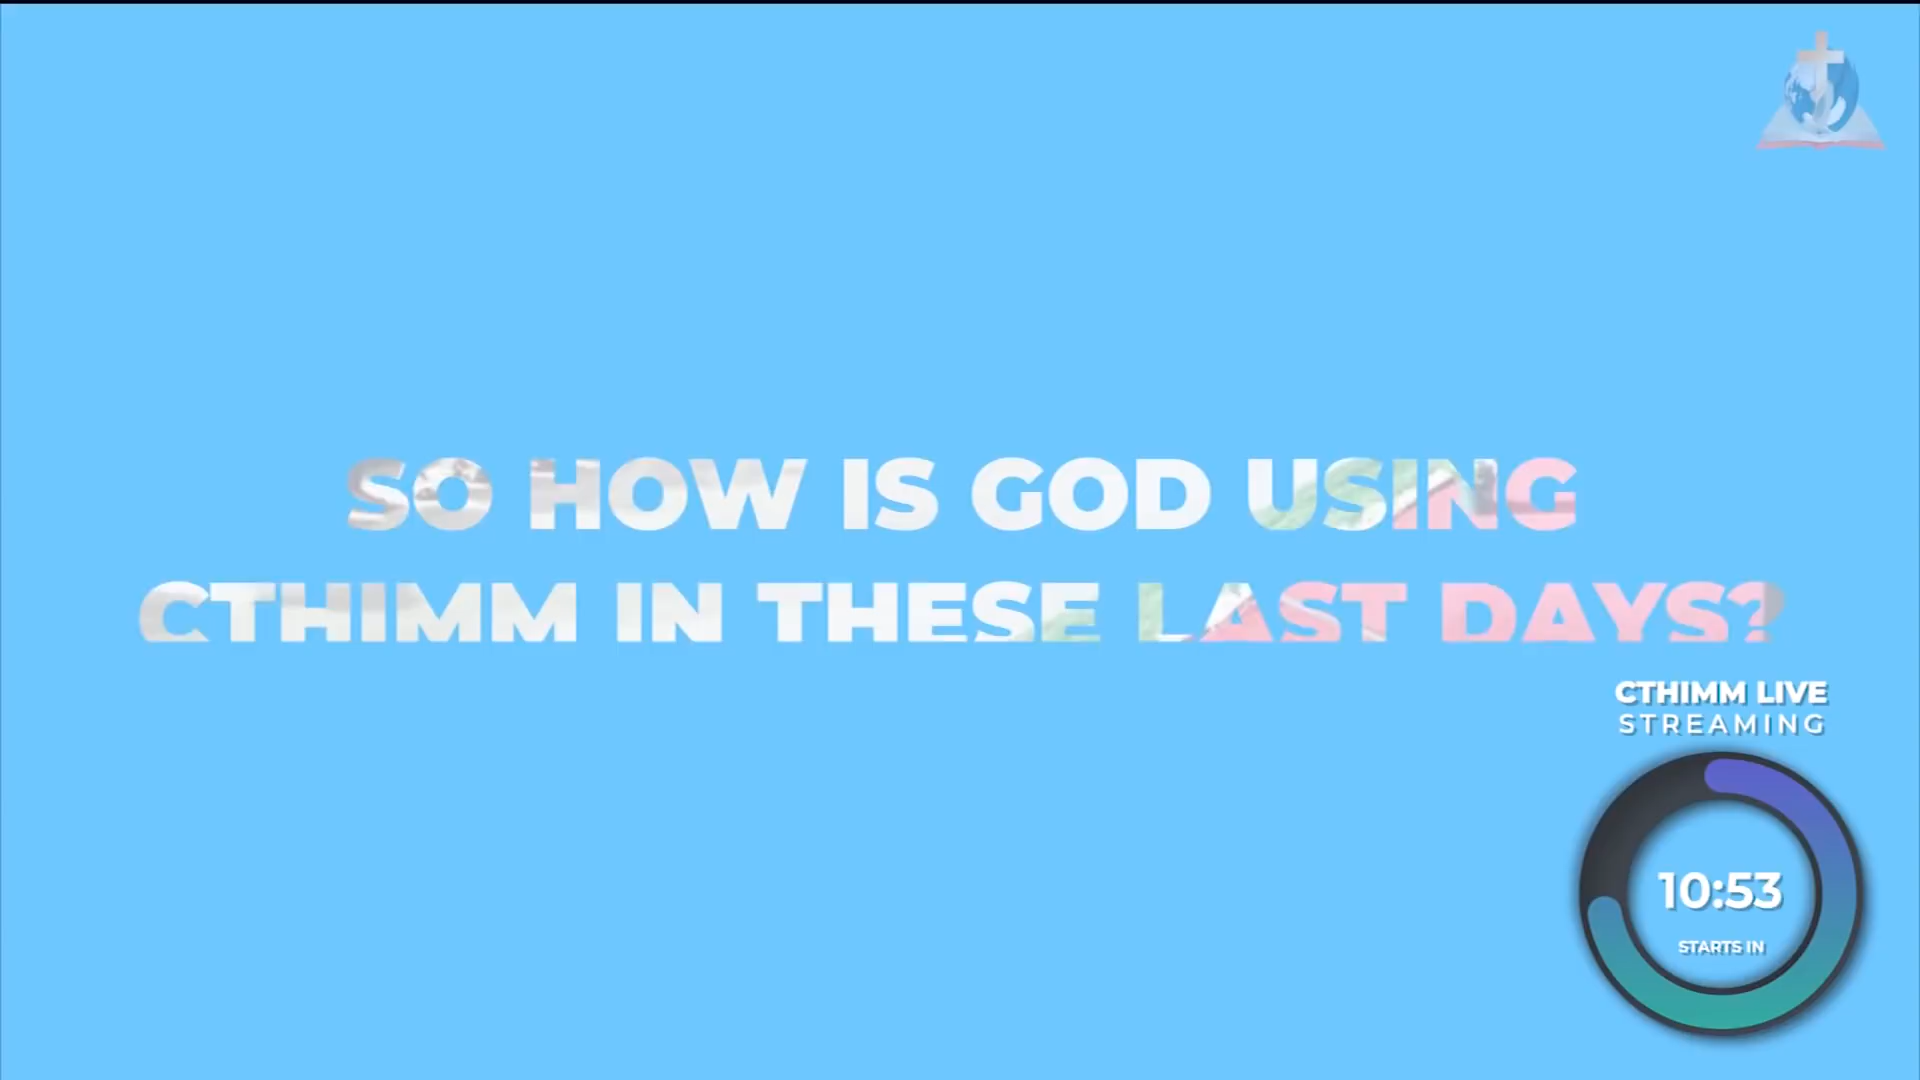 SO HOW IS GOD USING
CTHIMM IN THESE LAST DAYS?
CTHIMM LIVE
STREAMING
10:53
STARTS IN